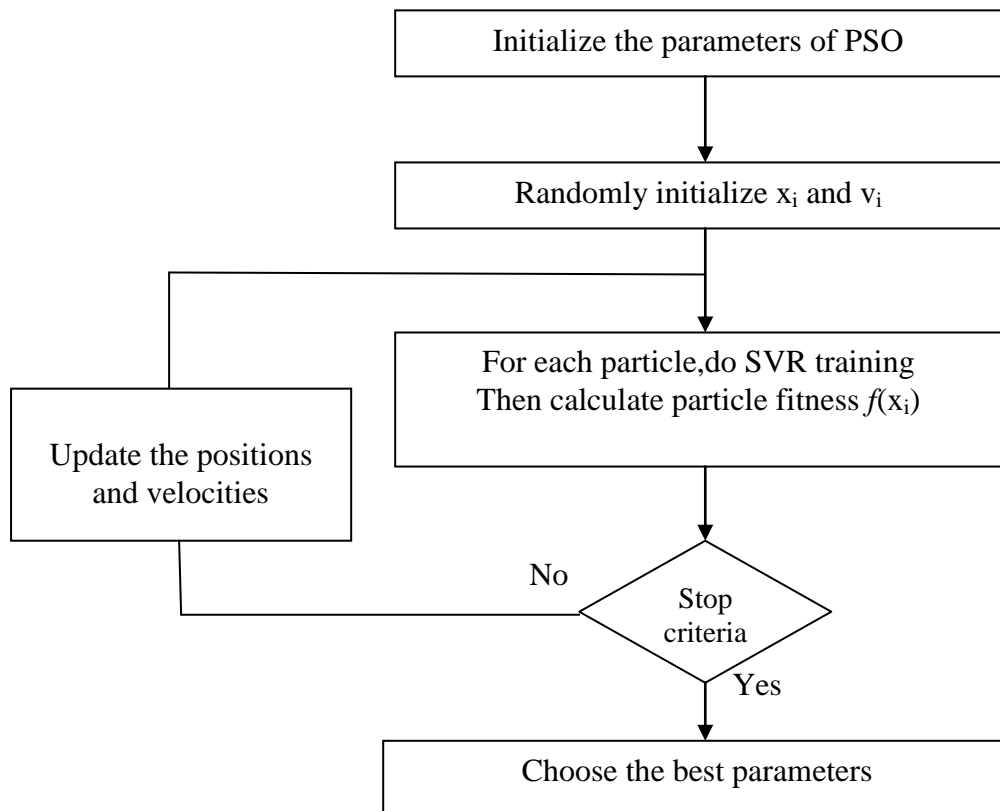 Initialize the parameters of PSO
Randomly initialize xᵢ and vᵢ
For each particle,do SVR training
Then calculate particle fitness f(xᵢ)
Update the positions
and velocities
No
Stop
criteria
Yes
Choose the best parameters